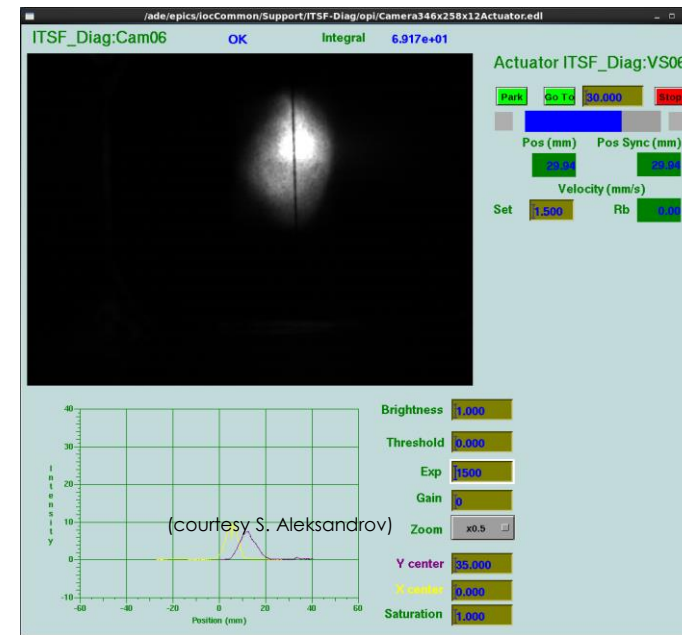 /ade/epics/iocCommon/Support/ITSF-Diag/opi/Camera346x258x12Actuator.edl
ITSF_Diag:Cam06 OK Integral 6.917e+01
Actuator ITSF_Diag:VS06
Park Go To 30.000 Stop
Pos (mm) Pos Sync (mm)
29.94 29.94
Velocity (mm/s)
Set 1.500 Rb 0.00
40
30
20
10
0
-10
Intensity
-60 -40 -20 0 20 40 60
Position (mm)
(courtesy S. Aleksandrov)
Brightness 1.000
Threshold 0.000
Exp 1500
Gain 0
Zoom x0.5
Y center 35.000
X center 0.000
Saturation 1.000